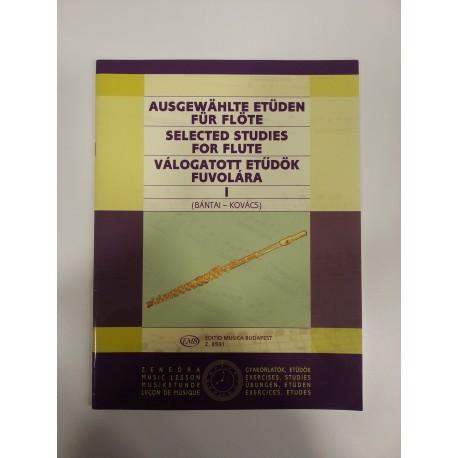 AUSGEWÄHLTE ETÜDEN
FÜR FLÖTE
SELECTED STUDIES
FOR FLUTE
VÁLOGATOTT ETŰDÖK
FUVOLÁRA
I
(BÁNTAI – KOVÁCS)
EMB
EDITIO MUSICA BUDAPEST
Z. 8591
ZENEÓRA
MUSIC LESSON
MUSIKSTUNDE
LEÇON DE MUSIQUE
GYAKORLATOK, ETŰDÖK
EXERCISES, STUDIES
ÜBUNGEN, ETÜDEN
EXERCICES, ETUDES